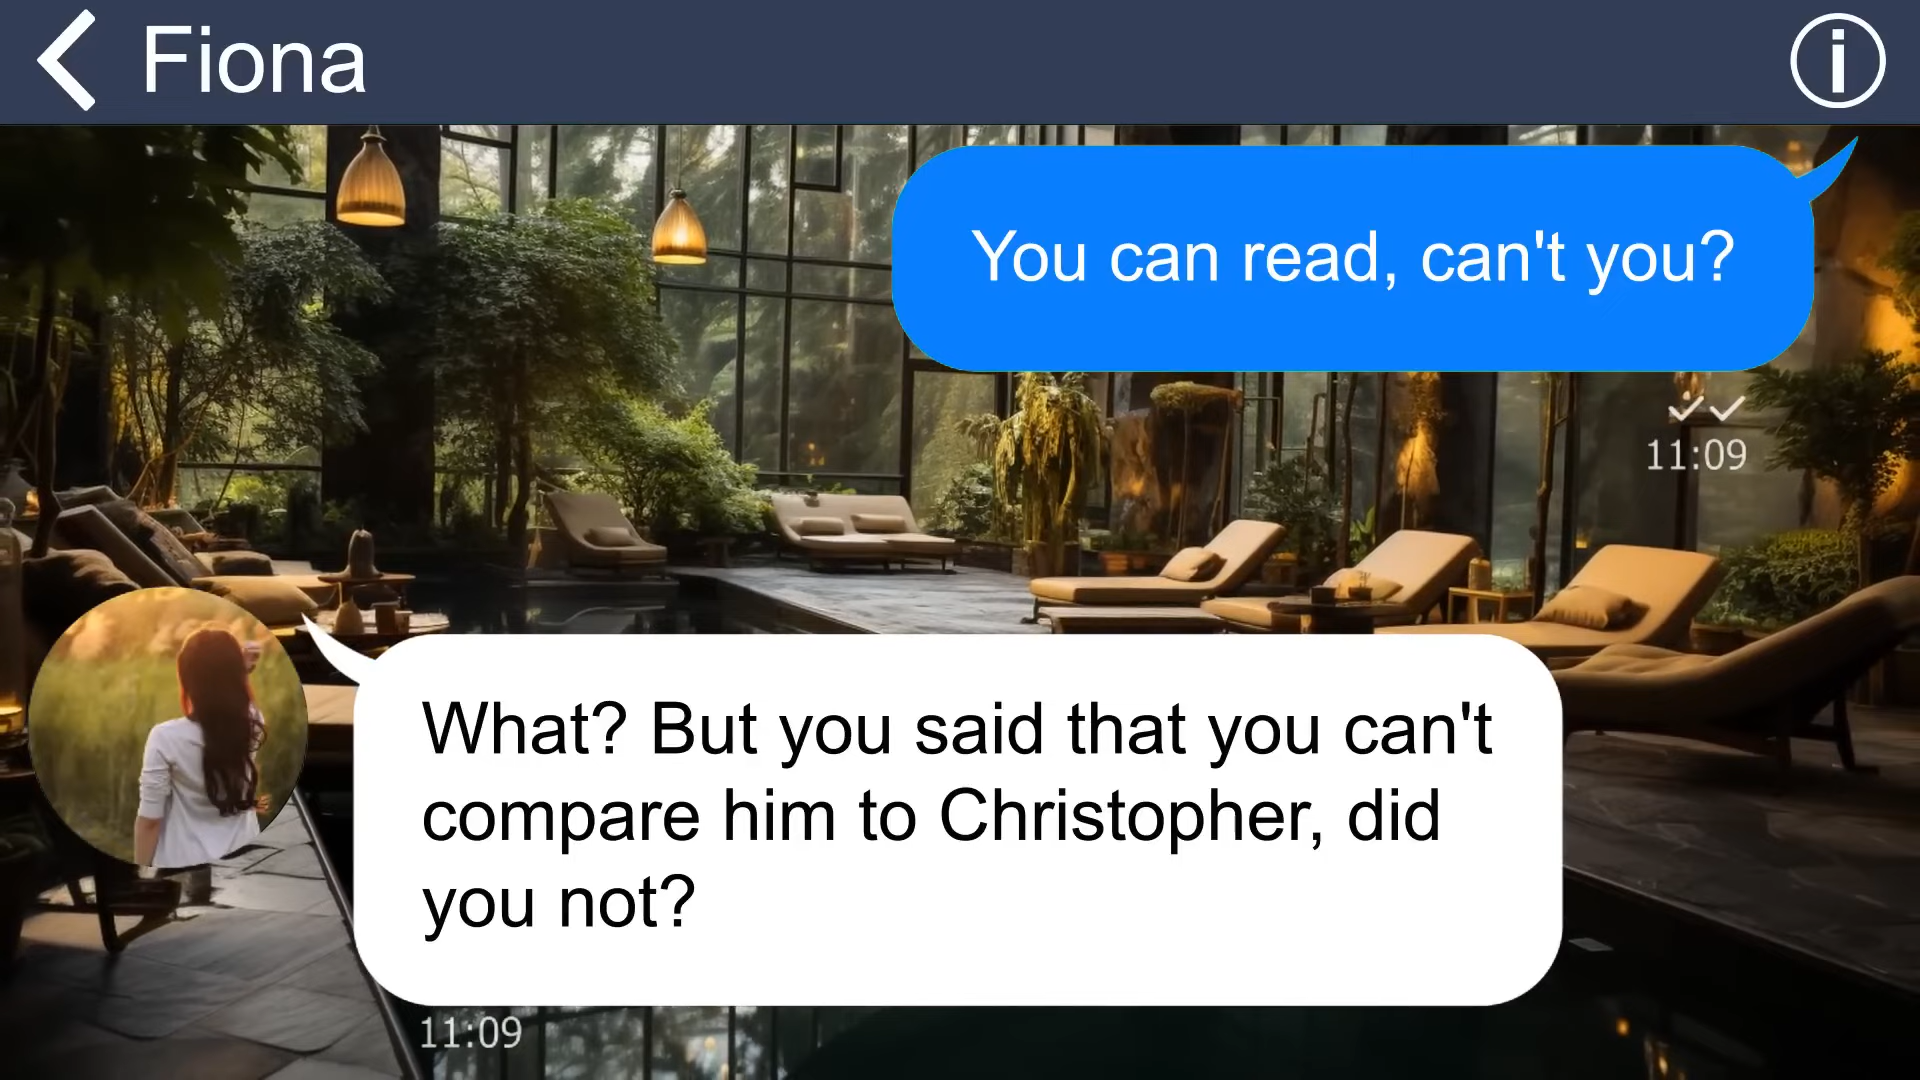 Fiona
You can read, can't you?
11:09
What? But you said that you can't
compare him to Christopher, did
you not?
11:09